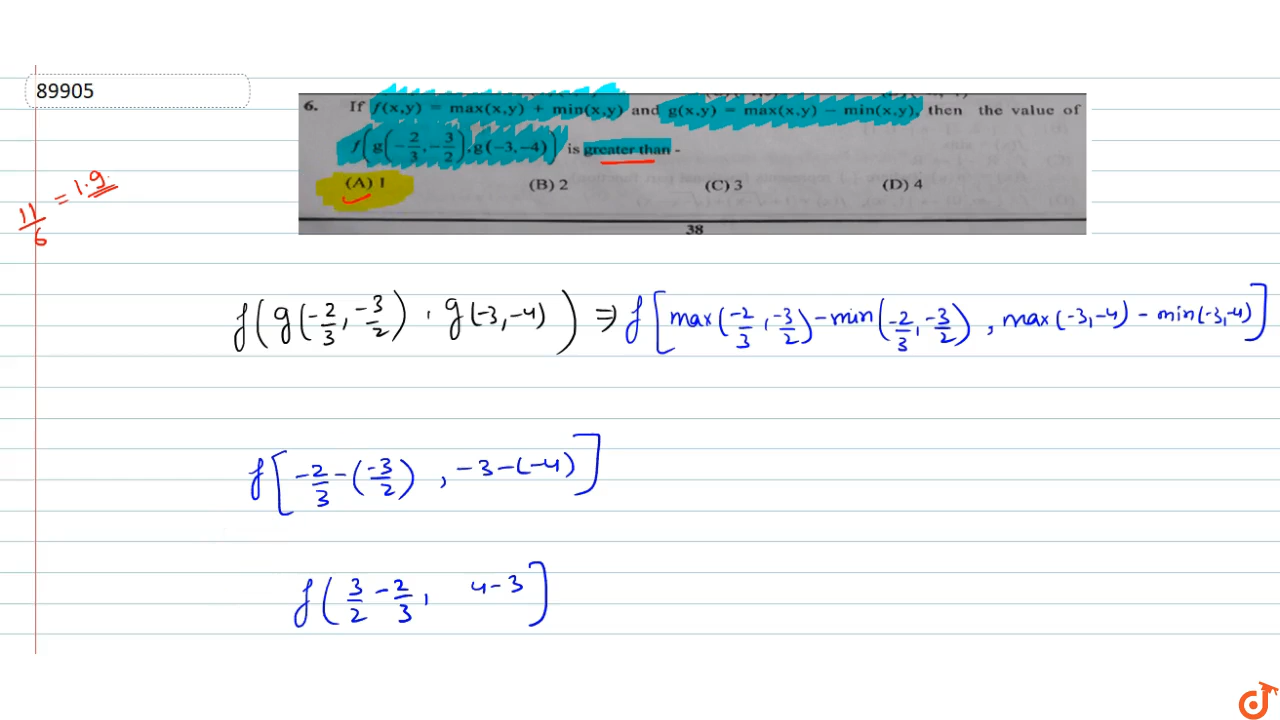 89905
6. If f(x,y) = max(x,y) + min(x,y) and g(x,y) = max(x,y) − min(x,y), then the value of
f(g(−2/3, −3/2), g(−3,−4)) is greater than -
(A) 1 (B) 2 (C) 3 (D) 4
38
11/6 = 1.9
f(g(−2/3, −3/2), g(−3,−4)) ⇒ f[max(−2/3, −3/2) − min(−2/3, −3/2), max(−3,−4) − min(−3,−4)]
f[−2/3 − (−3/2), −3 − (−4)]
f(3/2 − 2/3, 4−3]